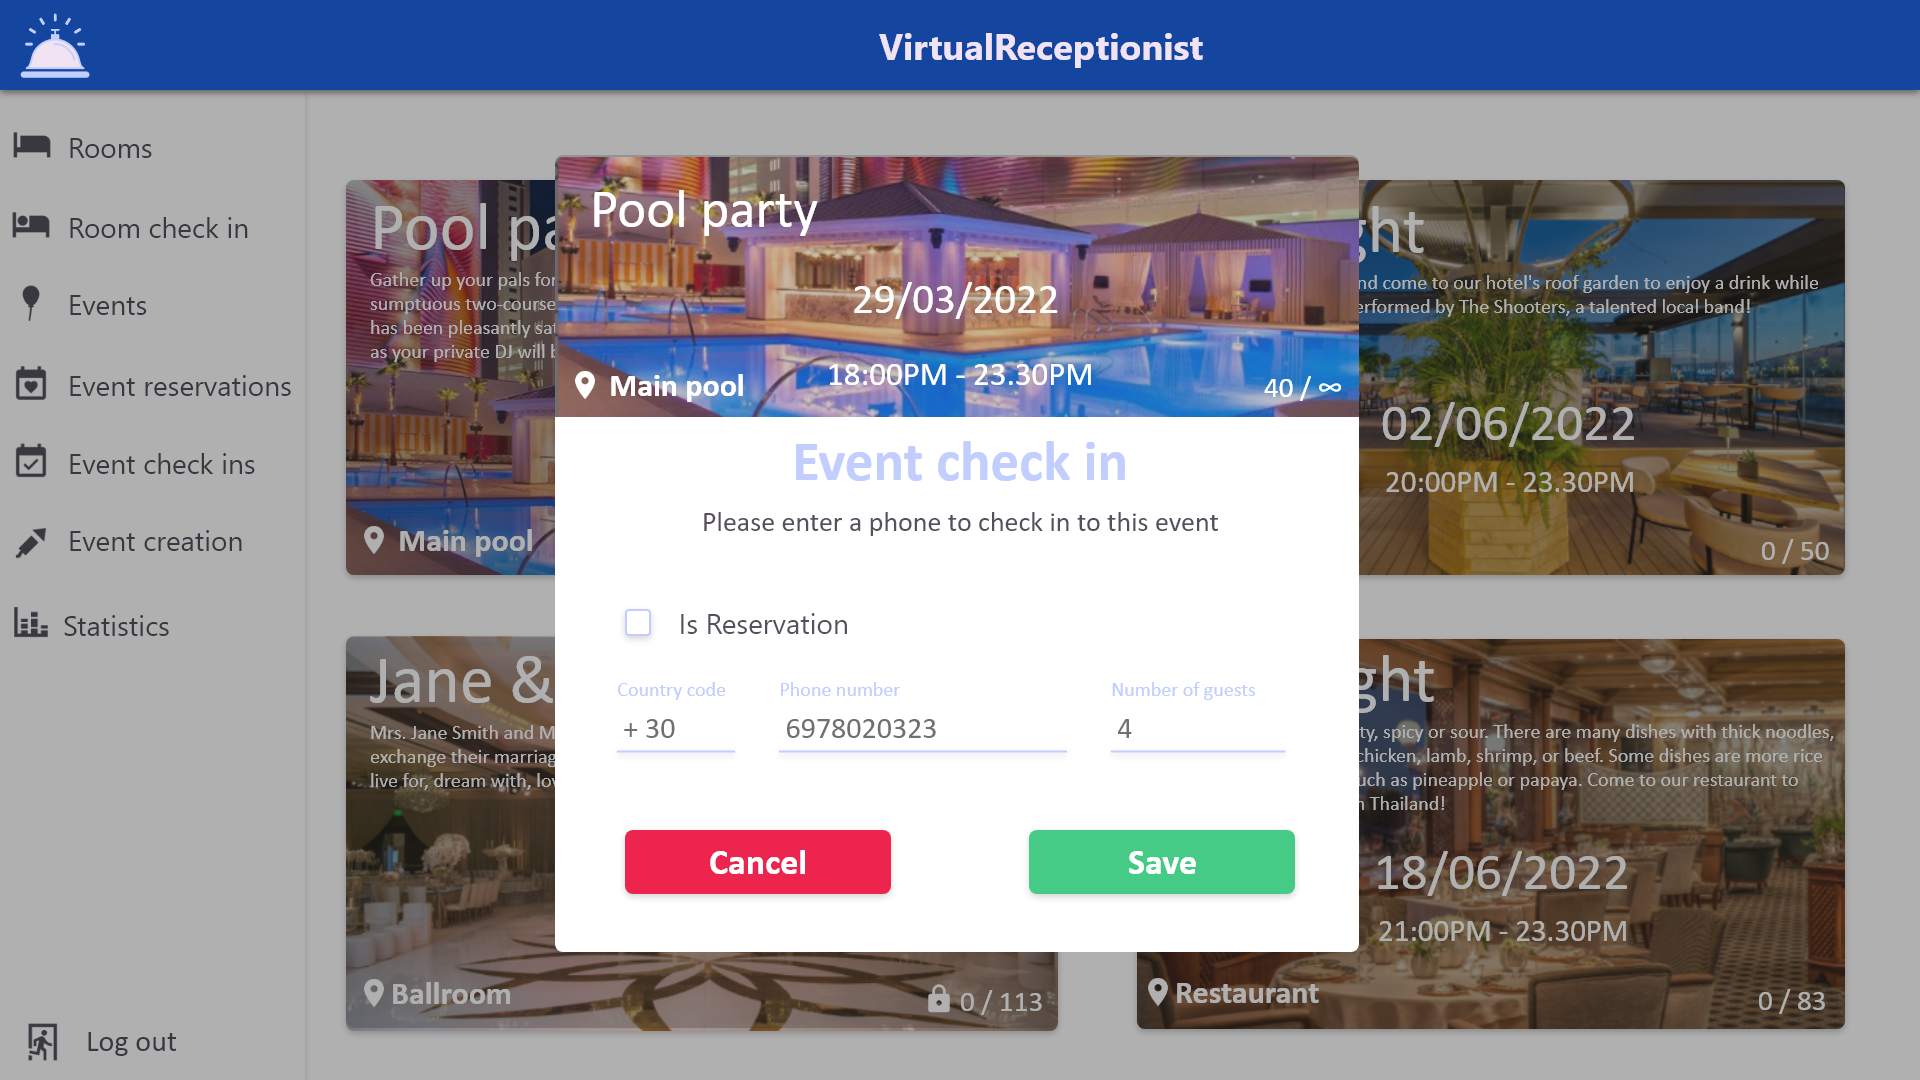 VirtualReceptionist
Rooms
Room check in
Events
Event reservations
Event check ins
Event creation
Statistics
Log out
Pool pa
Gather up your pals for
sumptuous two-course
has been pleasantly sat
as your private DJ will b
Main pool
ght
nd come to our hotel's roof garden to enjoy a drink while
erformed by The Shooters, a talented local band!
02/06/2022
20:00PM - 23.30PM
0 / 50
Pool party
29/03/2022
18:00PM - 23.30PM
Main pool
40 / ∞
Event check in
Please enter a phone to check in to this event
Is Reservation
Country code
Phone number
Number of guests
+ 30
6978020323
4
Cancel
Save
Jane &
Mrs. Jane Smith and M
exchange their marriag
live for, dream with, lov
Ballroom
0 / 113
ght
ty, spicy or sour. There are many dishes with thick noodles,
chicken, lamb, shrimp, or beef. Some dishes are more rice
uch as pineapple or papaya. Come to our restaurant to
n Thailand!
18/06/2022
21:00PM - 23.30PM
Restaurant
0 / 83